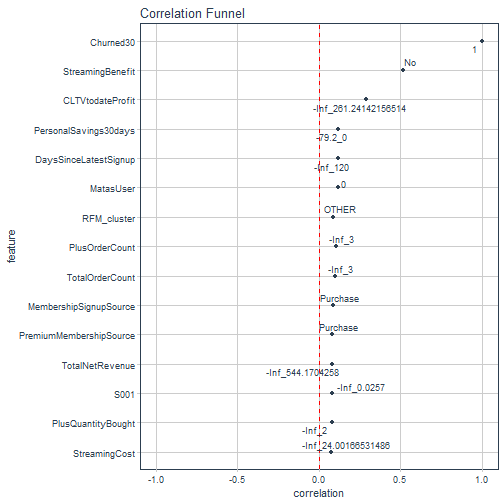 Correlation Funnel
Churned30
1
StreamingBenefit
No
CLTVtodateProfit
-Inf_261.24142156514
PersonalSavings30days
-79.2_0
DaysSinceLatestSignup
-Inf_120
MatasUser
0
RFM_cluster
OTHER
PlusOrderCount
-Inf_3
TotalOrderCount
-Inf_3
MembershipSignupSource
Purchase
PremiumMembershipSource
Purchase
TotalNetRevenue
-Inf_544.1704258
S001
-Inf_0.0257
PlusQuantityBought
-Inf_2
StreamingCost
-Inf_24.00166531486
feature
-1.0 -0.5 0.0 0.5 1.0
correlation